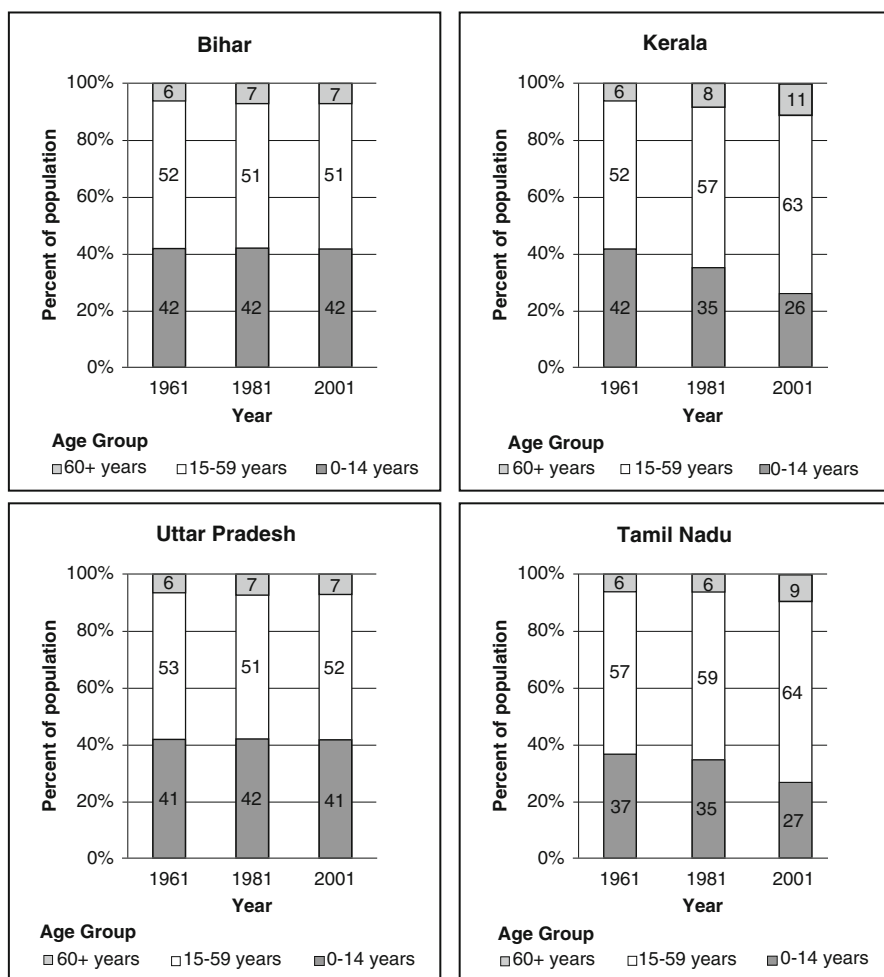 Bihar
Percent of population
100%
80%
60%
40%
20%
0%
6 7 7
52 51 51
42 42 42
1961 1981 2001
Year
Age Group
60+ years 15-59 years 0-14 years
Kerala
Percent of population
100%
80%
60%
40%
20%
0%
6 8 11
52 57 63
42 35 26
1961 1981 2001
Year
Age Group
60+ years 15-59 years 0-14 years
Uttar Pradesh
Percent of population
100%
80%
60%
40%
20%
0%
6 7 7
53 51 52
41 42 41
1961 1981 2001
Year
Age Group
60+ years 15-59 years 0-14 years
Tamil Nadu
Percent of population
100%
80%
60%
40%
20%
0%
6 6 9
57 59 64
37 35 27
1961 1981 2001
Year
Age Group
60+ years 15-59 years 0-14 years